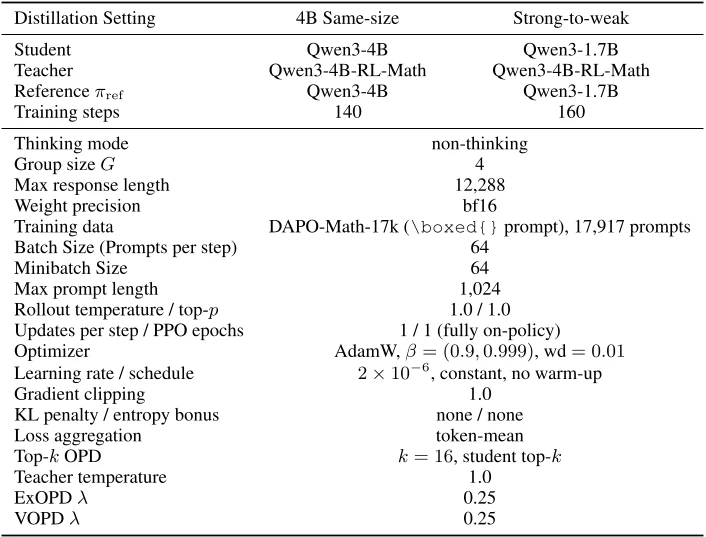 Distillation Setting 4B Same-size Strong-to-weak
Student Qwen3-4B Qwen3-1.7B
Teacher Qwen3-4B-RL-Math Qwen3-4B-RL-Math
Reference π_ref Qwen3-4B Qwen3-1.7B
Training steps 140 160
Thinking mode non-thinking
Group size G 4
Max response length 12,288
Weight precision bf16
Training data DAPO-Math-17k (\boxed{} prompt), 17,917 prompts
Batch Size (Prompts per step) 64
Minibatch Size 64
Max prompt length 1,024
Rollout temperature / top-p 1.0 / 1.0
Updates per step / PPO epochs 1 / 1 (fully on-policy)
Optimizer AdamW, β = (0.9, 0.999), wd = 0.01
Learning rate / schedule 2 × 10⁻⁶, constant, no warm-up
Gradient clipping 1.0
KL penalty / entropy bonus none / none
Loss aggregation token-mean
Top-k OPD k = 16, student top-k
Teacher temperature 1.0
ExOPD λ 0.25
VOPD λ 0.25